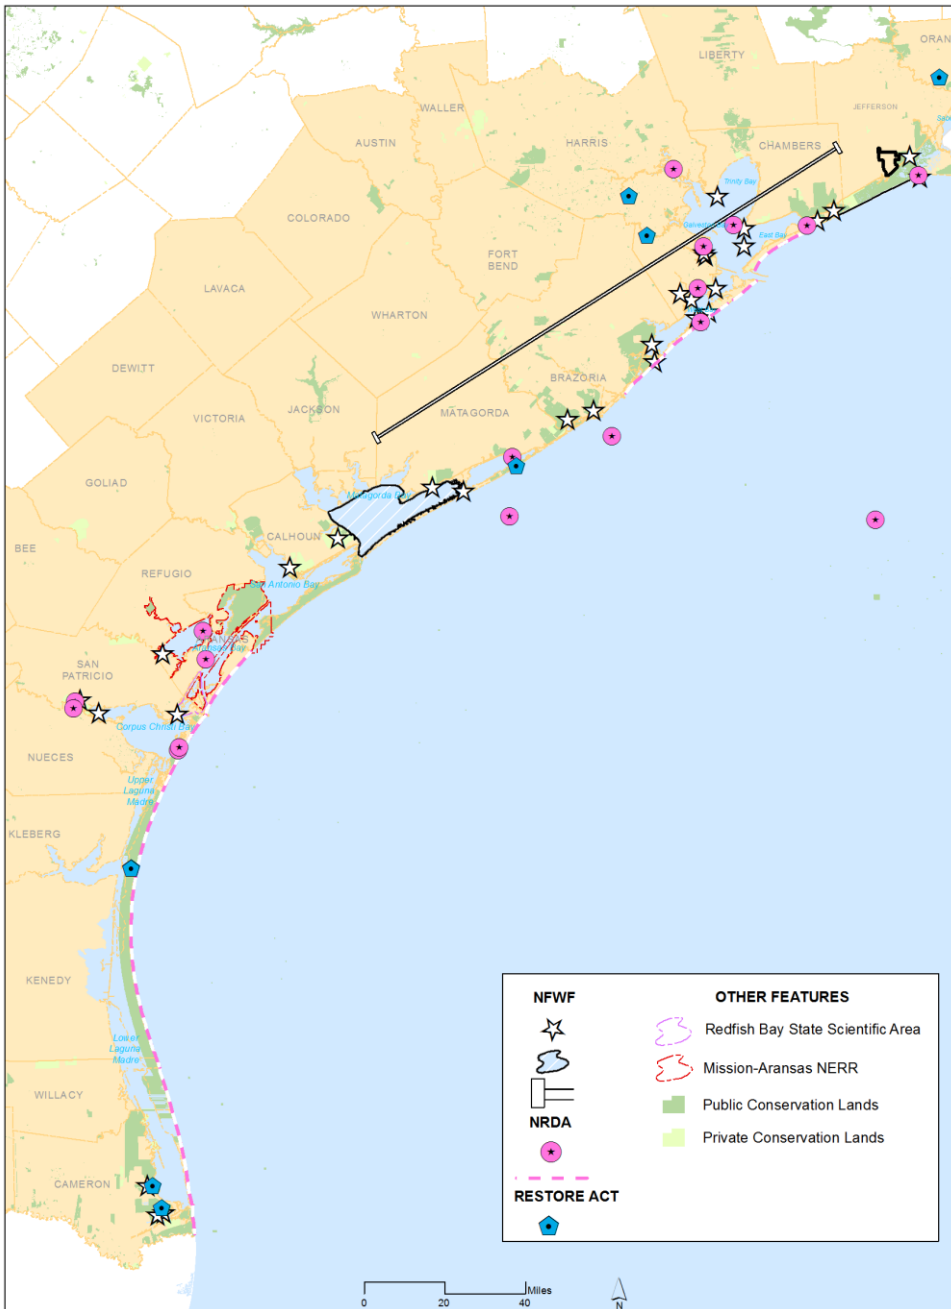 ORAN
LIBERTY
JEFFERSON
WALLER
HARRIS
CHAMBERS
AUSTIN
Trinity Bay
COLORADO
East Bay
FORT
BEND
LAVACA
WHARTON
DEWITT
BRAZORIA
JACKSON
MATAGORDA
VICTORIA
GOLIAD
Matagorda Bay
CALHOUN
BEE
REFUGIO
San Antonio Bay
ARANSAS
Aransas Bay
SAN
PATRICIO
Corpus Christi Bay
NUECES
Upper
Laguna
Madre
KLEBERG
KENEDY
Lower
Laguna
Madre
WILLACY
CAMERON
NFWF
NRDA
RESTORE ACT
OTHER FEATURES
Redfish Bay State Scientific Area
Mission-Aransas NERR
Public Conservation Lands
Private Conservation Lands
Miles
0 20 40
N